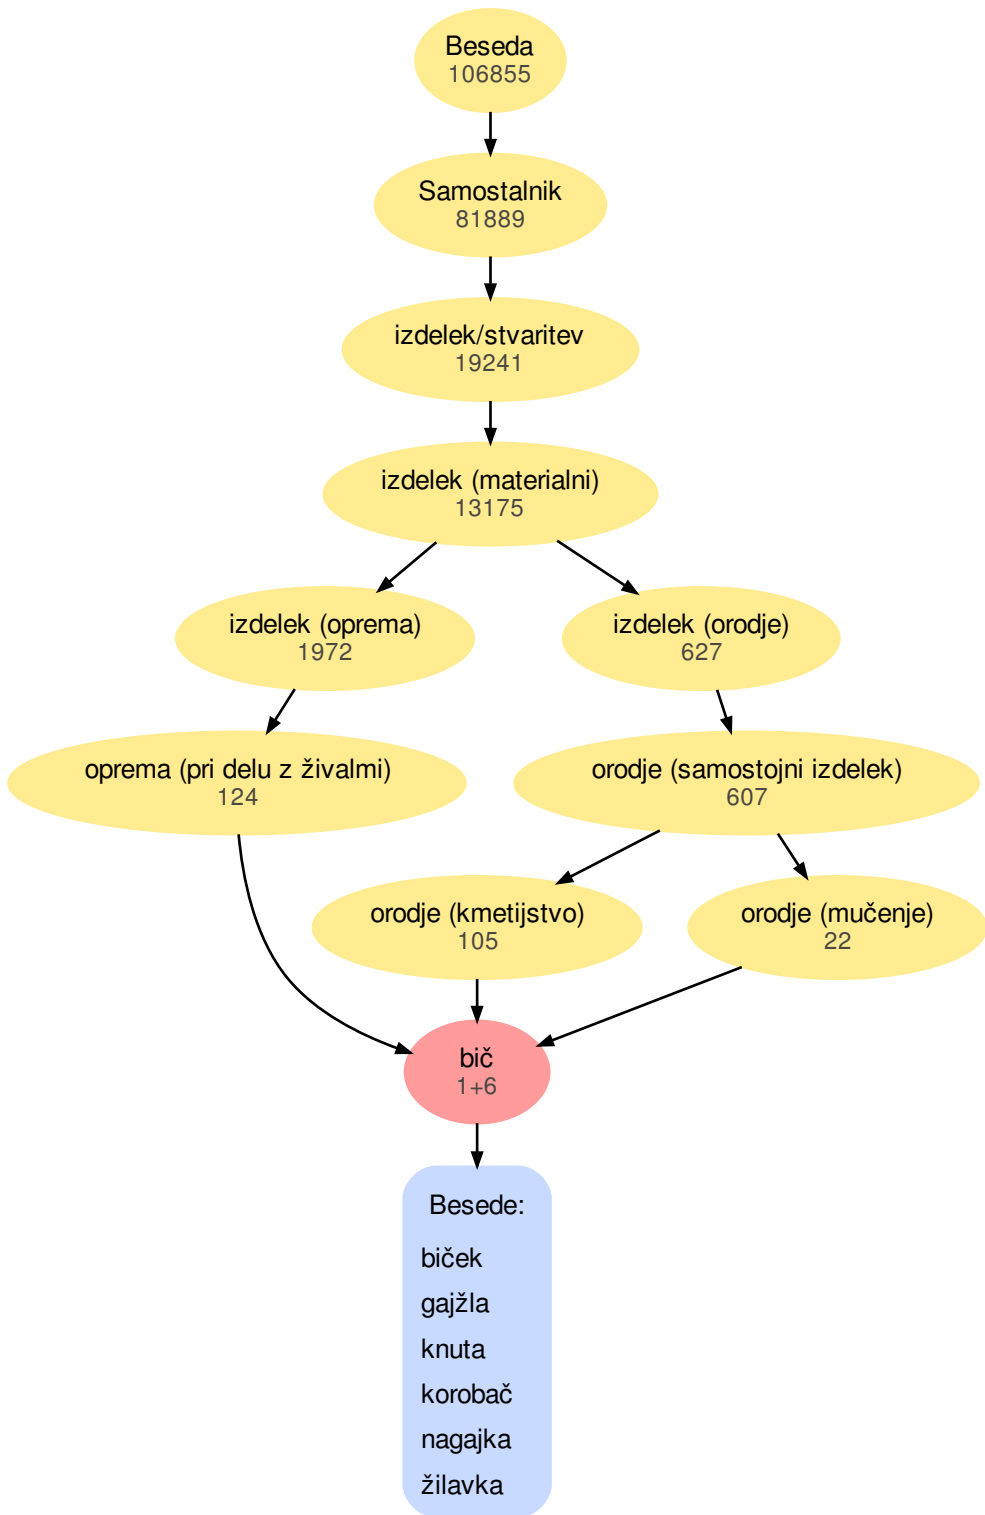 Beseda
106855
Samostalnik
81889
izdelek/stvaritev
19241
izdelek (materialni)
13175
izdelek (oprema)
1972
izdelek (orodje)
627
oprema (pri delu z živalmi)
124
orodje (samostojni izdelek)
607
orodje (kmetijstvo)
105
orodje (mučenje)
22
bič
1+6
Besede:
biček
gajžla
knuta
korobač
nagajka
žilavka